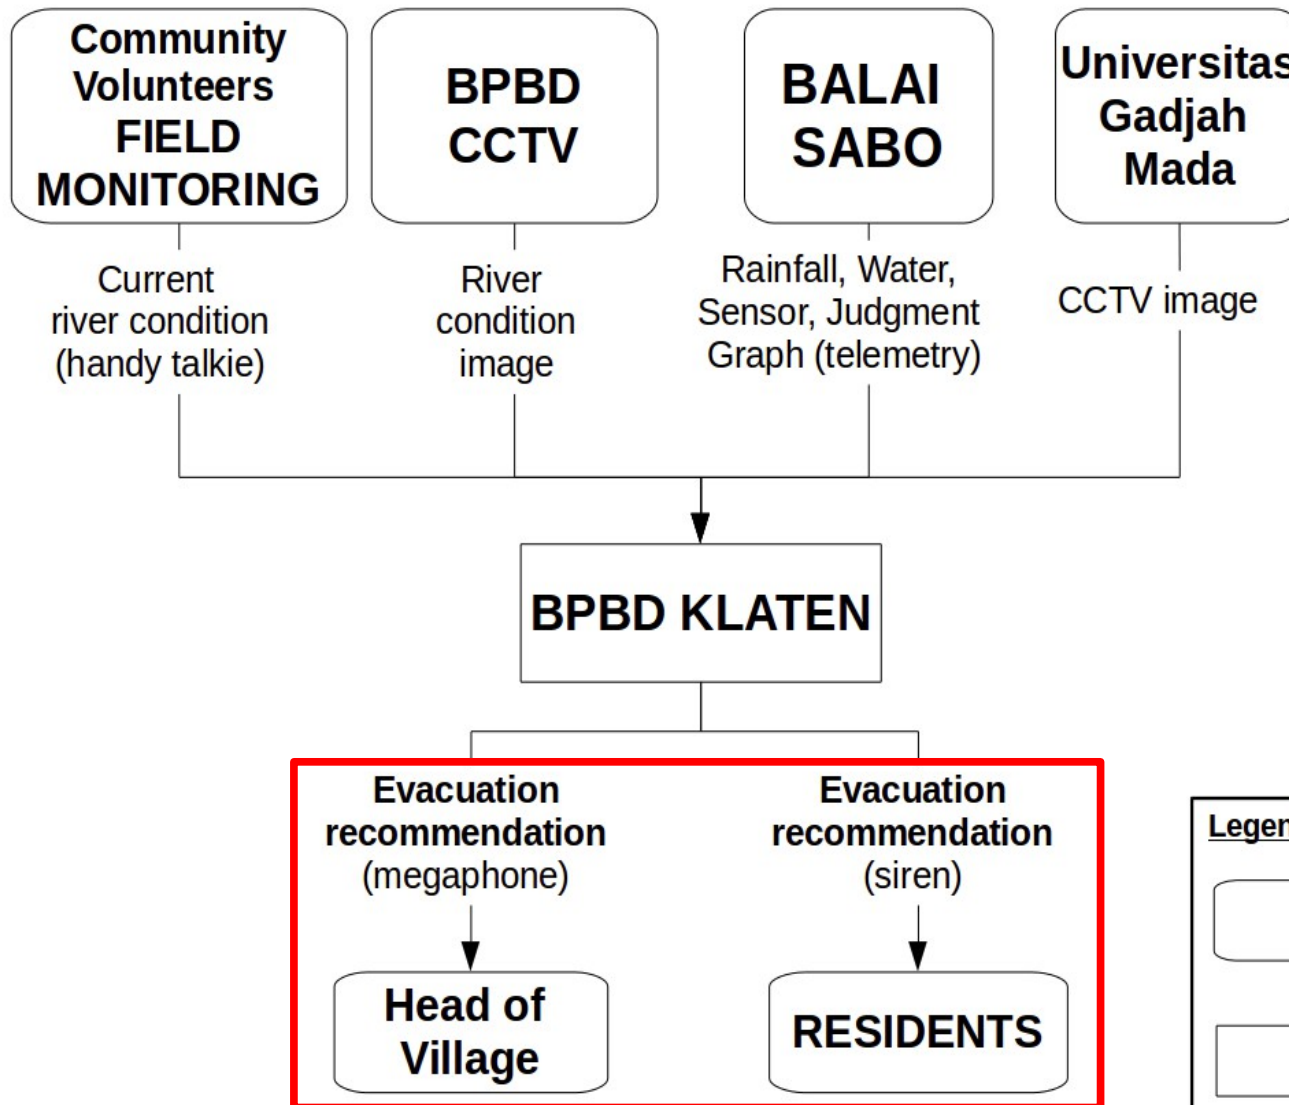 Community
Volunteers
FIELD
MONITORING
BPBD
CCTV
BALAI
SABO
Universitas
Gadjah
Mada
Current
river condition
(handy talkie)
River
condition
image
Rainfall, Water,
Sensor, Judgment
Graph (telemetry)
CCTV image
BPBD KLATEN
Evacuation
recommendation
(megaphone)
Evacuation
recommendation
(siren)
Head of
Village
RESIDENTS
Legen